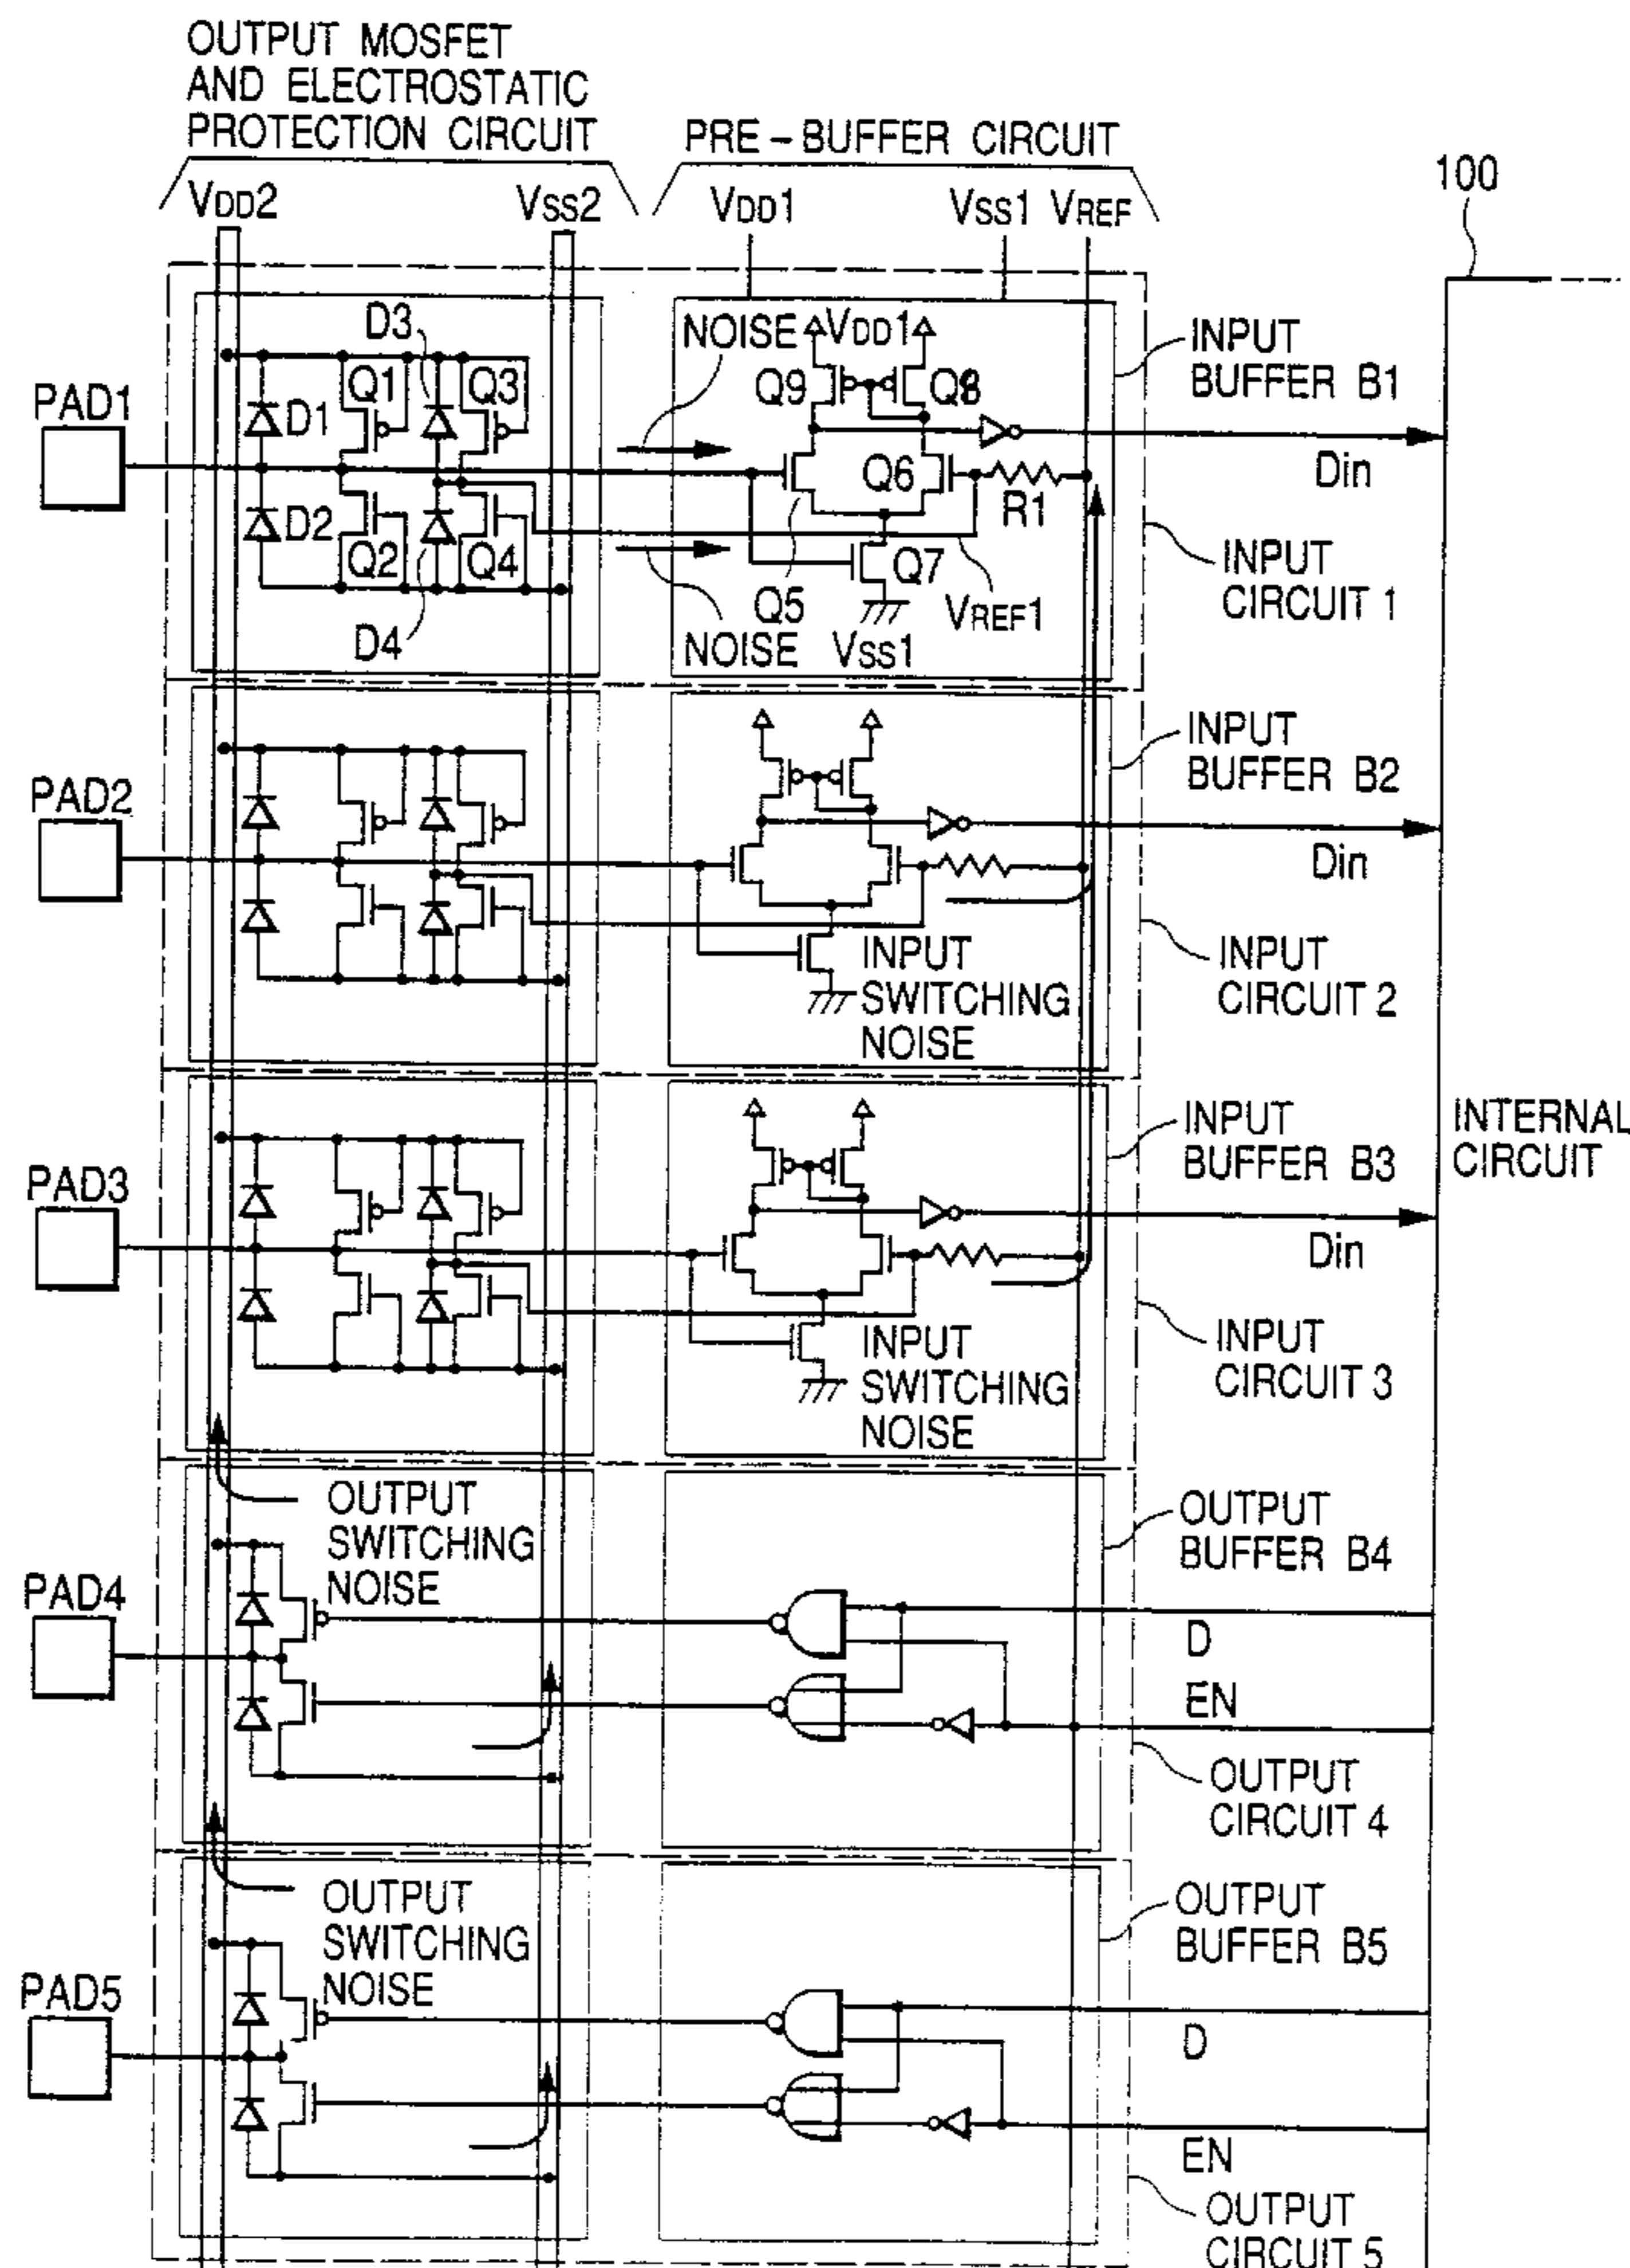 OUTPUT MOSFET
AND ELECTROSTATIC
PROTECTION CIRCUIT
PRE-BUFFER CIRCUIT
100
VDD2
VSS2
VDD1
VSS1
VREF
D3
NOISE
VDD1
INPUT
BUFFER B1
PAD1
D1
Q1
Q3
Q9
Q8
Din
D2
Q6
R1
Q2
Q4
Q7
Q5
D4
NOISE
VSS1
VREF1
INPUT
CIRCUIT 1
INPUT
BUFFER B2
PAD2
Din
INPUT
SWITCHING
NOISE
INPUT
CIRCUIT 2
INPUT
BUFFER B3
INTERNAL
CIRCUIT
PAD3
Din
INPUT
SWITCHING
NOISE
INPUT
CIRCUIT 3
OUTPUT
SWITCHING
NOISE
OUTPUT
BUFFER B4
PAD4
D
EN
OUTPUT
CIRCUIT 4
OUTPUT
SWITCHING
NOISE
OUTPUT
BUFFER B5
PAD5
D
EN
OUTPUT
CIRCUIT 5